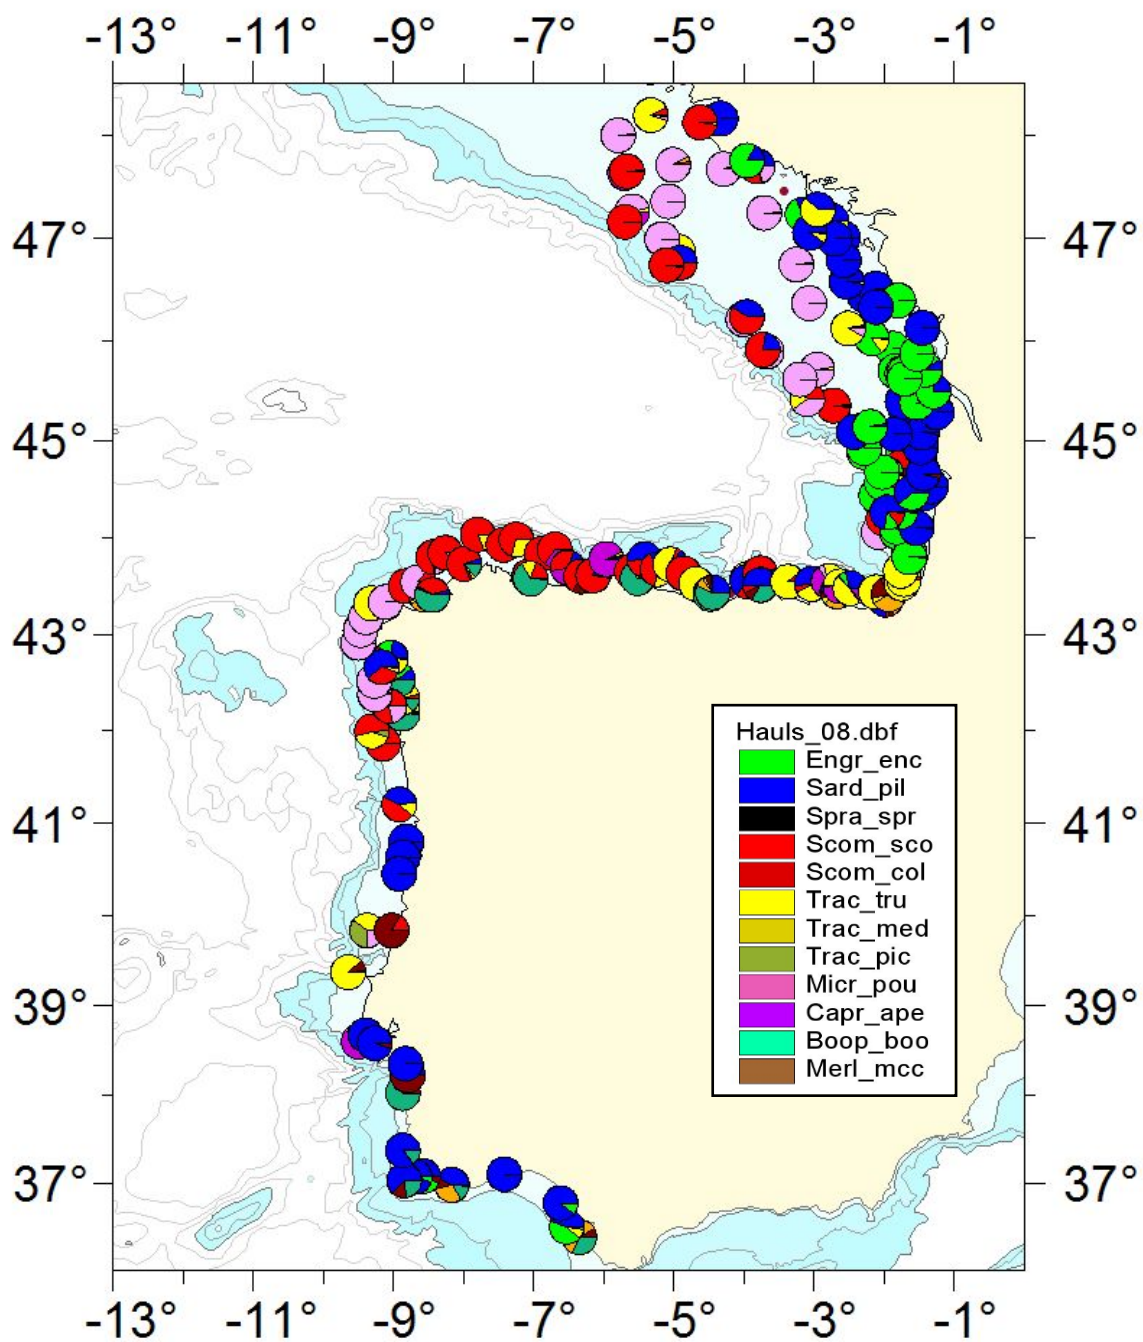 -13° -11° -9° -7° -5° -3° -1°
47° 47°
45° 45°
43° 43°
Hauls_08.dbf
Engr_enc
Sard_pil
41° Spra_spr 41°
Scom_sco
Scom_col
Trac_tru
Trac_med
Trac_pic
39° Micr_pou 39°
Capr_ape
Boop_boo
Merl_mcc
37° 37°
-13° -11° -9° -7° -5° -3° -1°